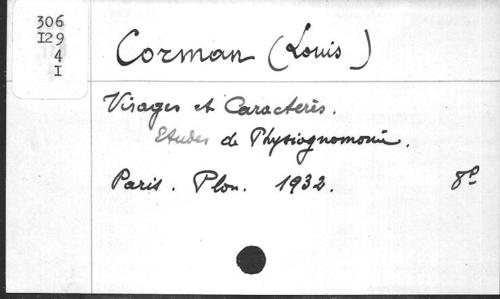 306
I29
4
I
Corman (Louis)
Visages et Caractères.
Etudes de Physiognomonie.
Paris. Plon. 1932. 8º